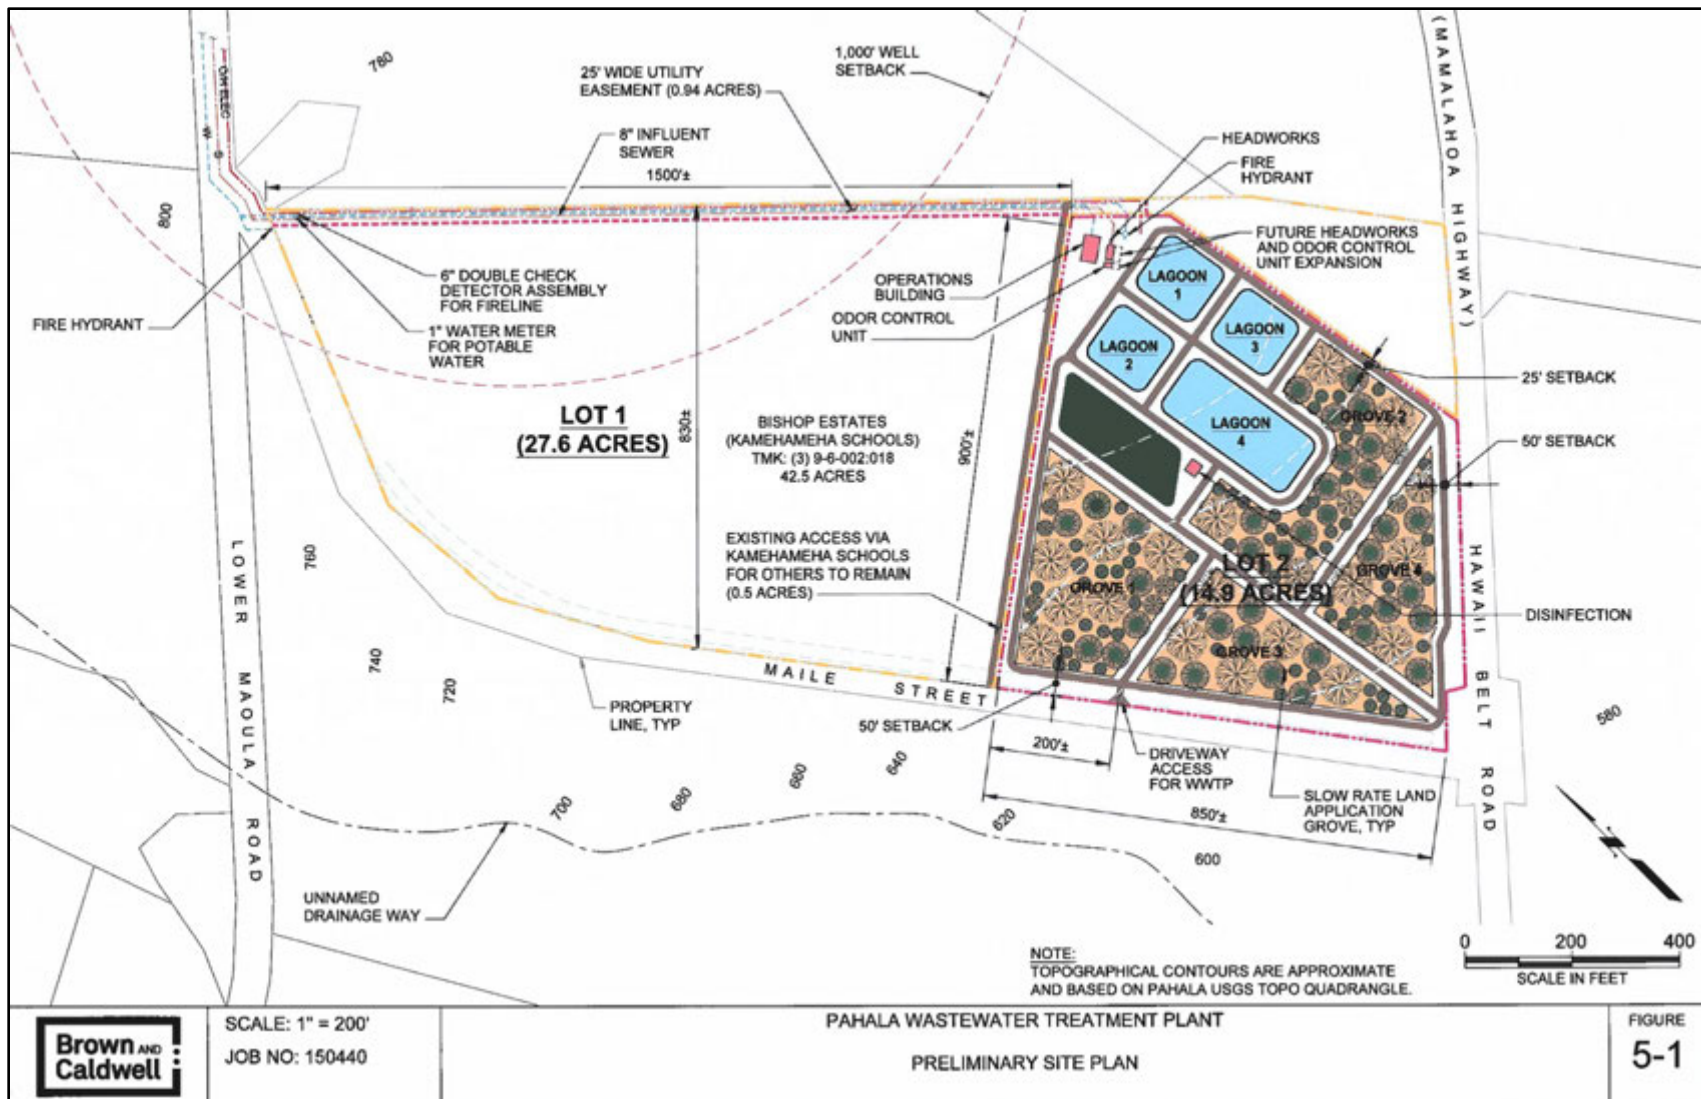 780
25' WIDE UTILITY
EASEMENT (0.94 ACRES)
1,000' WELL
SETBACK
(MAMALAHOA HIGHWAY)
OH ELEC
W
S
8" INFLUENT
SEWER
1500'±
HEADWORKS
FIRE
HYDRANT
800
FUTURE HEADWORKS
AND ODOR CONTROL
UNIT EXPANSION
6" DOUBLE CHECK
DETECTOR ASSEMBLY
FOR FIRELINE
OPERATIONS
BUILDING
LAGOON
1
FIRE HYDRANT
1" WATER METER
FOR POTABLE
WATER
ODOR CONTROL
UNIT
LAGOON
2
LAGOON
3
25' SETBACK
LOT 1
(27.6 ACRES)
830±
BISHOP ESTATES
(KAMEHAMEHA SCHOOLS)
TMK: (3) 9-6-002:018
42.5 ACRES
900'±
LAGOON
4
GROVE 2
50' SETBACK
LOWER MAOULA ROAD
760
EXISTING ACCESS VIA
KAMEHAMEHA SCHOOLS
FOR OTHERS TO REMAIN
(0.5 ACRES)
GROVE 1
LOT 2
(14.9 ACRES)
GROVE 4
HAWAII BELT ROAD
DISINFECTION
740
720
MAILE STREET
GROVE 3
PROPERTY
LINE, TYP
50' SETBACK
200'±
DRIVEWAY
ACCESS
FOR WWTP
580
700
680
660
640
620
850'±
SLOW RATE LAND
APPLICATION
GROVE, TYP
600
UNNAMED
DRAINAGE WAY
NOTE:
TOPOGRAPHICAL CONTOURS ARE APPROXIMATE
AND BASED ON PAHALA USGS TOPO QUADRANGLE.
0 200 400
SCALE IN FEET
Brown AND
Caldwell
SCALE: 1" = 200'
JOB NO: 150440
PAHALA WASTEWATER TREATMENT PLANT
PRELIMINARY SITE PLAN
FIGURE
5-1